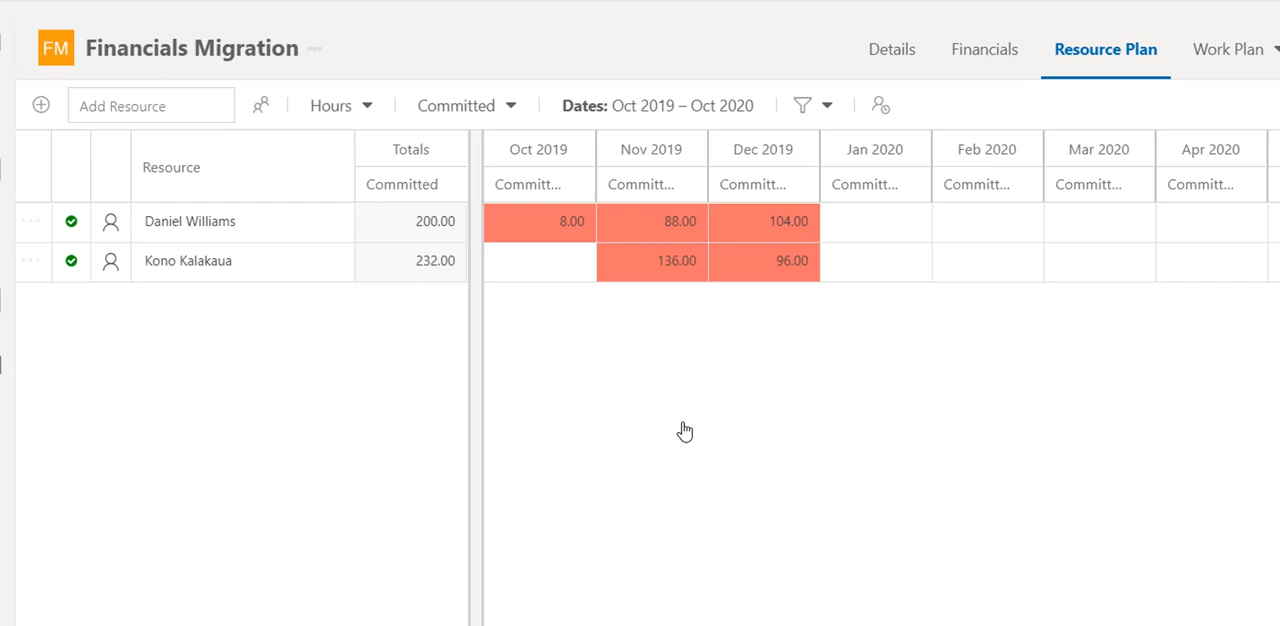 FM Financials Migration ···
Details Financials Resource Plan Work Plan
Add Resource Hours Committed Dates: Oct 2019 – Oct 2020
Resource Totals Oct 2019 Nov 2019 Dec 2019 Jan 2020 Feb 2020 Mar 2020 Apr 2020
Committed Committ... Committ... Committ... Committ... Committ... Committ... Committ...
Daniel Williams 200.00 8.00 88.00 104.00
Kono Kalakaua 232.00 136.00 96.00